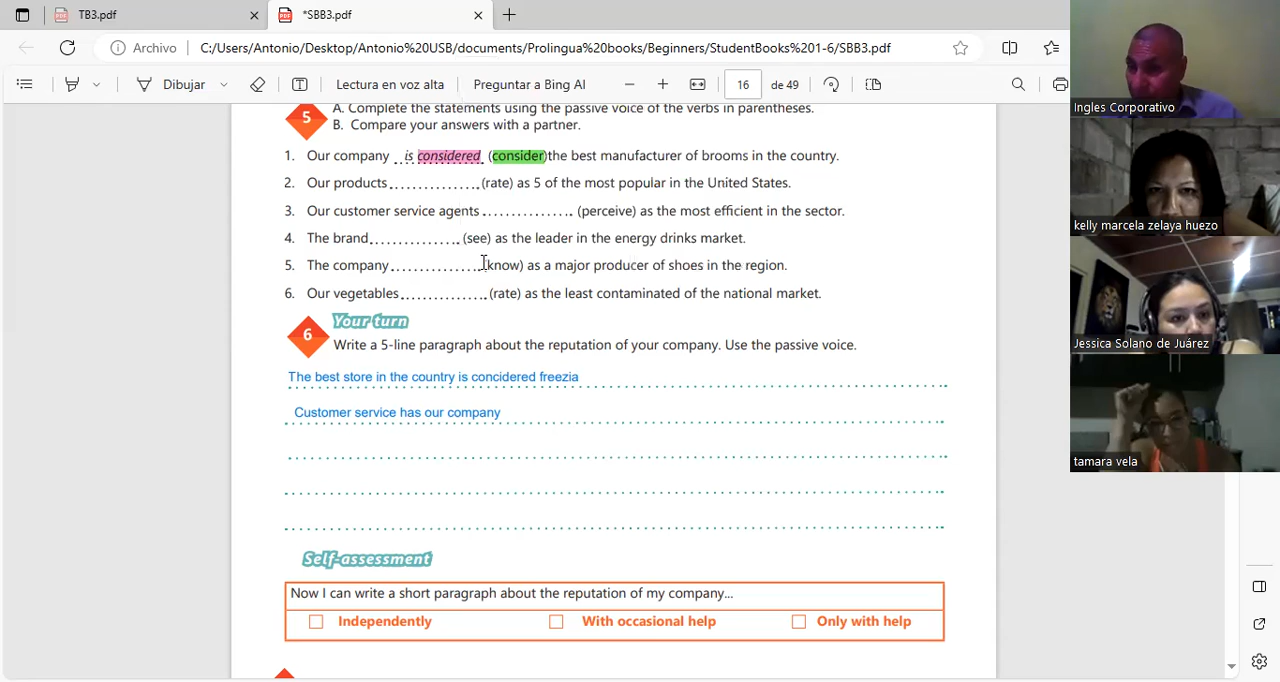 TB3.pdf
*SBB3.pdf
Archivo
C:/Users/Antonio/Desktop/Antonio%20USB/documents/Prolingua%20books/Beginners/StudentBooks%201-6/SBB3.pdf
Dibujar
Lectura en voz alta
Preguntar a Bing AI
16 de 49
5
A. Complete the statements using the passive voice of the verbs in parentheses.
B. Compare your answers with a partner.
1. Our company is considered (consider)the best manufacturer of brooms in the country.
2. Our products.............. (rate) as 5 of the most popular in the United States.
3. Our customer service agents .............. (perceive) as the most efficient in the sector.
4. The brand.............. (see) as the leader in the energy drinks market.
5. The company..............(know) as a major producer of shoes in the region.
6. Our vegetables.............. (rate) as the least contaminated of the national market.
6
Your turn
Write a 5-line paragraph about the reputation of your company. Use the passive voice.
The best store in the country is concidered freezia
Customer service has our company
Self-assessment
Now I can write a short paragraph about the reputation of my company...
Independently
With occasional help
Only with help
Ingles Corporativo
kelly marcela zelaya huezo
Jessica Solano de Juárez
tamara vela